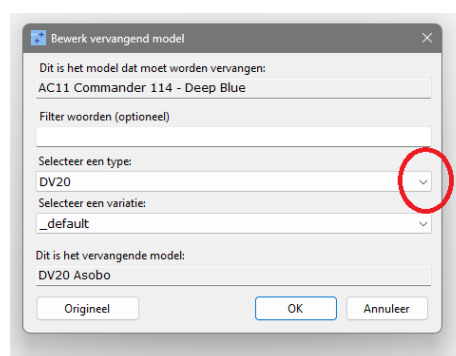 Bewerk vervangend model
Dit is het model dat moet worden vervangen:
AC11 Commander 114 - Deep Blue
Filter woorden (optioneel)
Selecteer een type:
DV20
Selecteer een variatie:
_default
Dit is het vervangende model:
DV20 Asobo
Origineel OK Annuleer